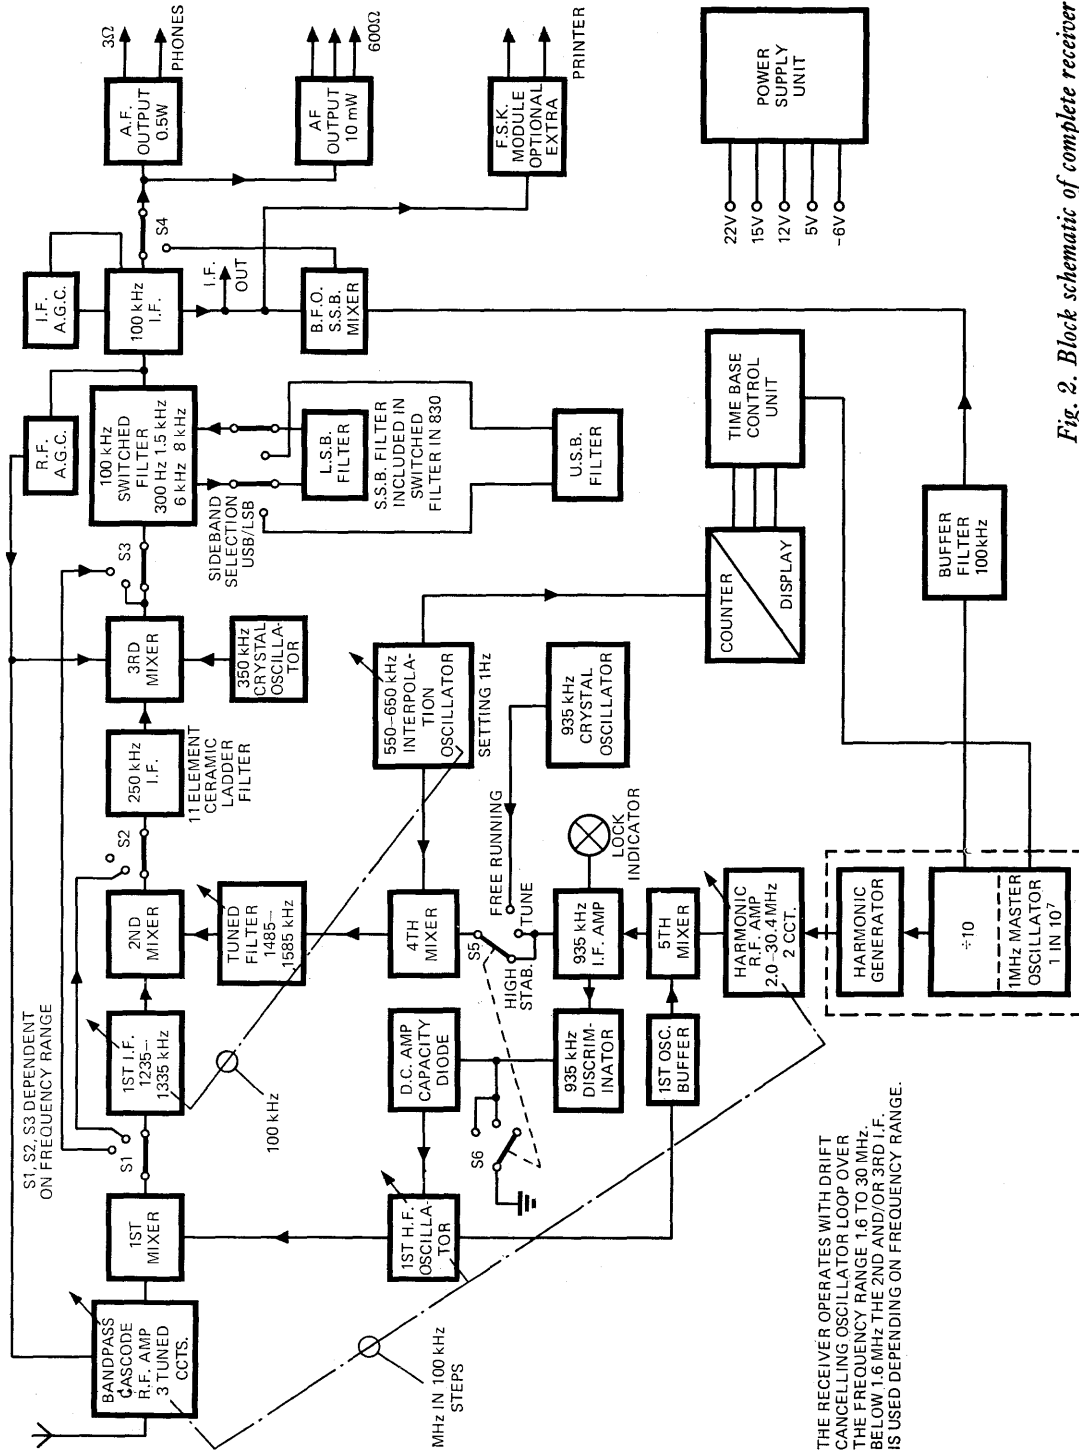 BANDPASS
CASCODE
R.F. AMP
3 TUNED
CCTS.
1ST
MIXER
S1, S2, S3 DEPENDENT
ON FREQUENCY RANGE
S1
1ST I.F.
1235–
1335 kHz
2ND
MIXER
S2
250 kHz
I.F.
11 ELEMENT
CERAMIC
LADDER
FILTER
3RD
MIXER
350 kHz
CRYSTAL
OSCILLA-
TOR
S3
R.F.
A.G.C.
100 kHz
SWITCHED
FILTER
300 Hz 1.5 kHz
6 kHz 8 kHz
SIDEBAND
SELECTION
USB/LSB
L.S.B.
FILTER
S.S.B. FILTER
INCLUDED IN
SWITCHED
FILTER IN 830
U.S.B.
FILTER
I.F.
A.G.C.
100 kHz
I.F.
I.F.
OUT
B.F.O.
S.S.B.
MIXER
S4
A.F.
OUTPUT
0.5W
3Ω
PHONES
AF
OUTPUT
10 mW
600Ω
F.S.K.
MODULE
OPTIONAL
EXTRA
PRINTER
POWER
SUPPLY
UNIT
22V
15V
12V
5V
-6V
100 kHz
TUNED
FILTER
1485–
1585 kHz
550–650 kHz
INTERPOLA-
TION
OSCILLATOR
SETTING 1Hz
4TH
MIXER
S5
FREE RUNNING
TUNE
HIGH
STAB.
935 kHz
CRYSTAL
OSCILLATOR
1ST H.F.
OSCILLA-
TOR
D.C. AMP
CAPACITY
DIODE
S6
935 kHz
DISCRIM-
INATOR
935 kHz
I.F. AMP
LOCK
INDICATOR
1ST OSC.
BUFFER
5TH
MIXER
HARMONIC
R.F. AMP
2.0–30.4MHz
2 CCT.
HARMONIC
GENERATOR
÷10
1MHz MASTER
OSCILLATOR
1 IN 10⁷
COUNTER
DISPLAY
TIME BASE
CONTROL
UNIT
BUFFER
FILTER
100kHz
MHz IN 100 kHz
STEPS
THE RECEIVER OPERATES WITH DRIFT
CANCELLING OSCILLATOR LOOP OVER
THE FREQUENCY RANGE 1.6 TO 30 MHz.
BELOW 1.6 MHz THE 2ND AND/OR 3RD I.F.
IS USED DEPENDING ON FREQUENCY RANGE.
Fig. 2. Block schematic of complete receiver